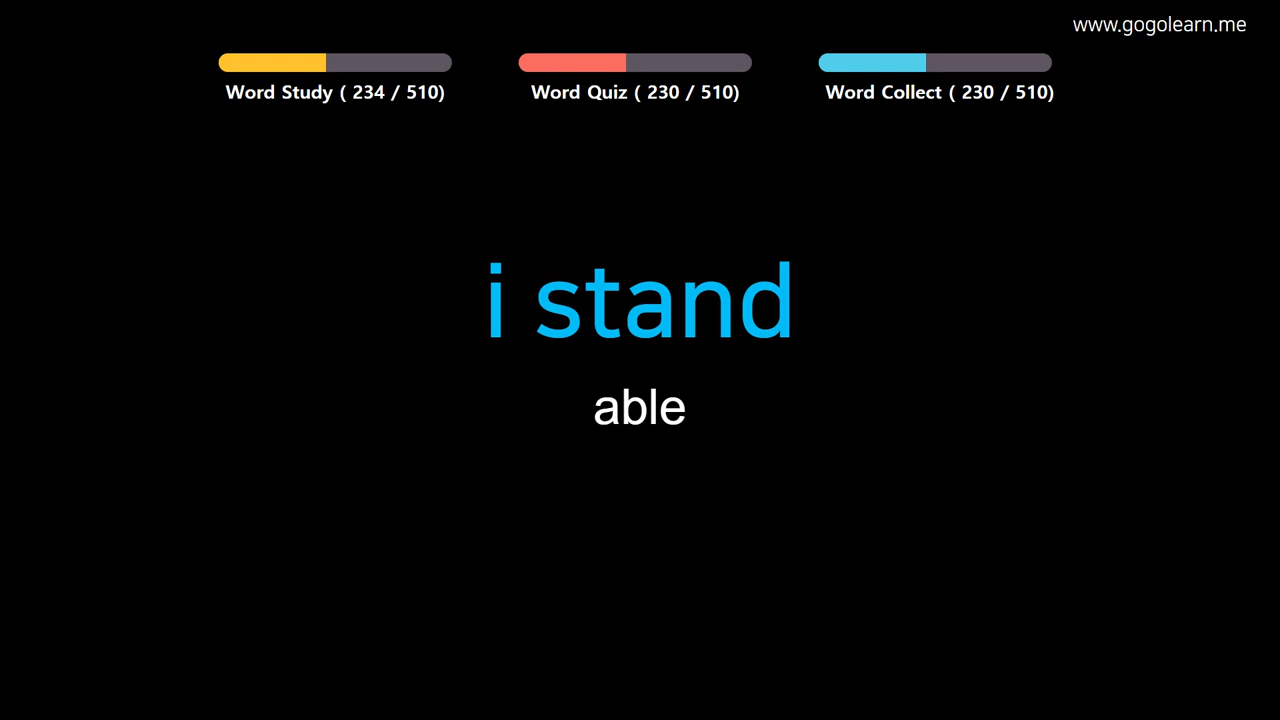 www.gogolearn.me
Word Study ( 234 / 510)
Word Quiz ( 230 / 510)
Word Collect ( 230 / 510)
i stand
able